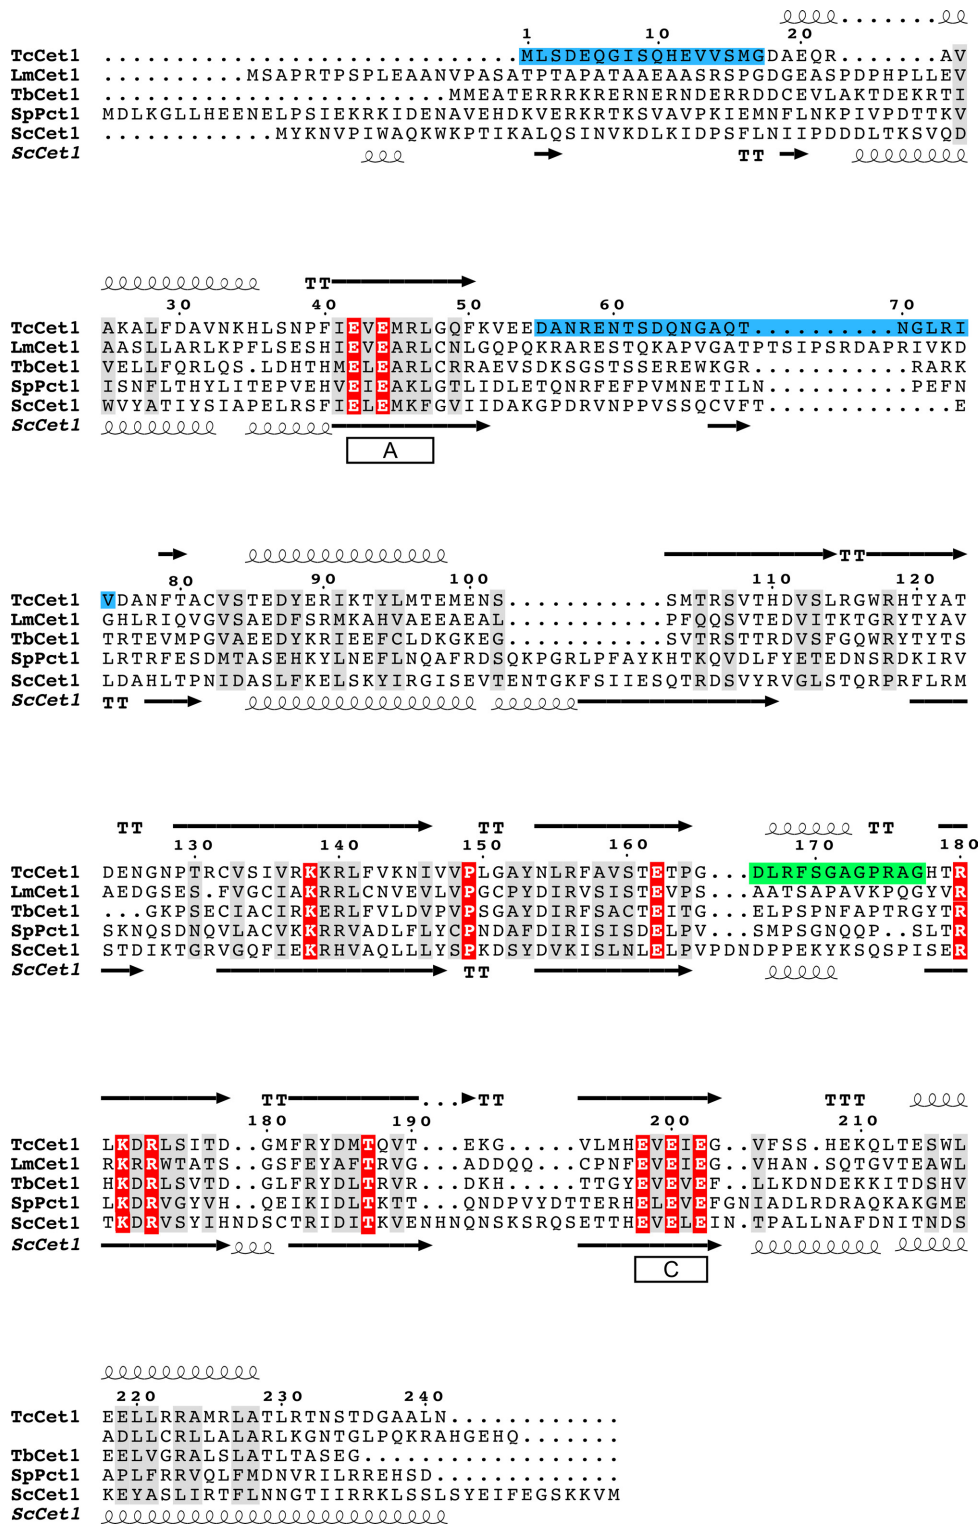 1 10 20
TcCet1 ..............................MLSDEQGISQHEVVSMGDAEQR.......AV
LmCet1 ..........MSAPRTPSPLEAANVPASATPTAPATAAEAASRSPGDGEASPDPHPLLEV
TbCet1 ........................MMEATERRRKRERNERNDERRDDCEVLAKTDEKRTI
SpPct1 MDLKGLLHEENELPSIEKRKIDENAVEHDKVERKRTKSVAVPKIEMNFLNKPIVPDTTKV
ScCet1 ............MYKNVPIWAQKWKPTIKALQSINVKDLKIDPSFLNIIPDDDLTKSVQD
ScCet1 TT
TT
30 40 50 60 70
TcCet1 AKALFDAVNKHLSNPFIEVEMRLGQFKVEEDANRENTSDQNGAQT..........NGLRI
LmCet1 AASLLARLKPFLSESHIEVEARLCNLGQPQKRARESTQKAPVGATPTSIPSRDAPRIVKD
TbCet1 VELLFQRLQS.LDHTHMELEARLCRRAEVSDKSGSTSSEREWKGR..........RARK
SpPct1 ISNFLTHYLITEPVEHVEIEAKLGTLIDLETQNRFEFPVMNETILN.........PEFN
ScCet1 WVYATIYSIAPELRSFIELEMKFGVIIDAKGPDRVNPPVSSQCVFT.............E
ScCet1
A
80 90 100 110 120
TT
TcCet1 VDANFTACVSTEDYERIKTYLMTEMENS...........SMTRSVTHDVSLRGWRHTYAT
LmCet1 GHLRIQVGVSAEDFSRMKAHVAEEAEAL...........PFQQSVTEDVITKTGRYTYAV
TbCet1 TRTEVMPGVAEEDYKRIEEFCLDKGKEG...........SVTRSTTRDVSFGQWRYTYTS
SpPct1 LRTRFESDMTASEHKYLNEFLNQAFRDSQKPGRLPFAYKHTKQVDLFYETEDNSRDKIRV
ScCet1 LDAHLTPNIDASLFKELSKYIRGISEVTENTGKFSIIESQTRDSVYRVGLSTQRPRFLRM
ScCet1 TT
TT TT TT
130 140 150 160 170 180
TcCet1 DENGNPTRCVSIVRKKRLFVKNIVVPLGAYNLRFAVSTETPG...DLRFSGAGPRAGHTR
LmCet1 AEDGSES.FVGCIAKRRLCNVEVLVPGCPYDIRVSISTEVPS...AATSAPAVKPQGYVR
TbCet1 ...GKPSECIACIRKERLFVLDVPVPSGAYDIRFSACTEITG...ELPSPNFAPTRGYTR
SpPct1 SKNQSDNQVLACVKKRRVADLFLYCPNDAFDIRISISDELPV...SMPSGNQQP..SLTR
ScCet1 STDIKTGRVGQFIEKRHVAQLLLYSPKDSYDVKISLNLELPVPDNDPPEKYKSQSPISER
ScCet1 TT
TT ... TT TTT
180 190 200 210
TcCet1 LKDRLSITD..GMFRYDMTQVT...EKG.....VLMHEVEIEG..VFSS.HEKQLTESWL
LmCet1 RKRRWTATS..GSFEYAFTRVG...ADDQQ...CPNFEVEIEG..VHAN.SQTGVTEAWL
TbCet1 HKDRLSVTD..GLFRYDLTRVR...DKH.....TTGYEVEVEF..LLKDNDEKKITDSHV
SpPct1 LKDRVGYVH..QEIKIDLTKTT...QNDPVYDTTERHELEVEFGNIADLRDRAQKAKGME
ScCet1 TKDRVSYIHNDSCTRIDITKVENHNQNSKSRQSETTHEVELEIN.TPALLNAFDNITNDS
ScCet1
C
220 230 240
TcCet1 EELLRRAMRLATLRTNSTDGAALN............
ADLLCRLLALARLKGNTGLPQKRAHGEHQ.......
TbCet1 EELVGRALSLATLTASEG..................
SpPct1 APLFRRVQLFMDNVRILRREHSD.............
ScCet1 KEYASLIRTFLNNGTIIRRKLSSLSYEIFEGSKKVM
ScCet1